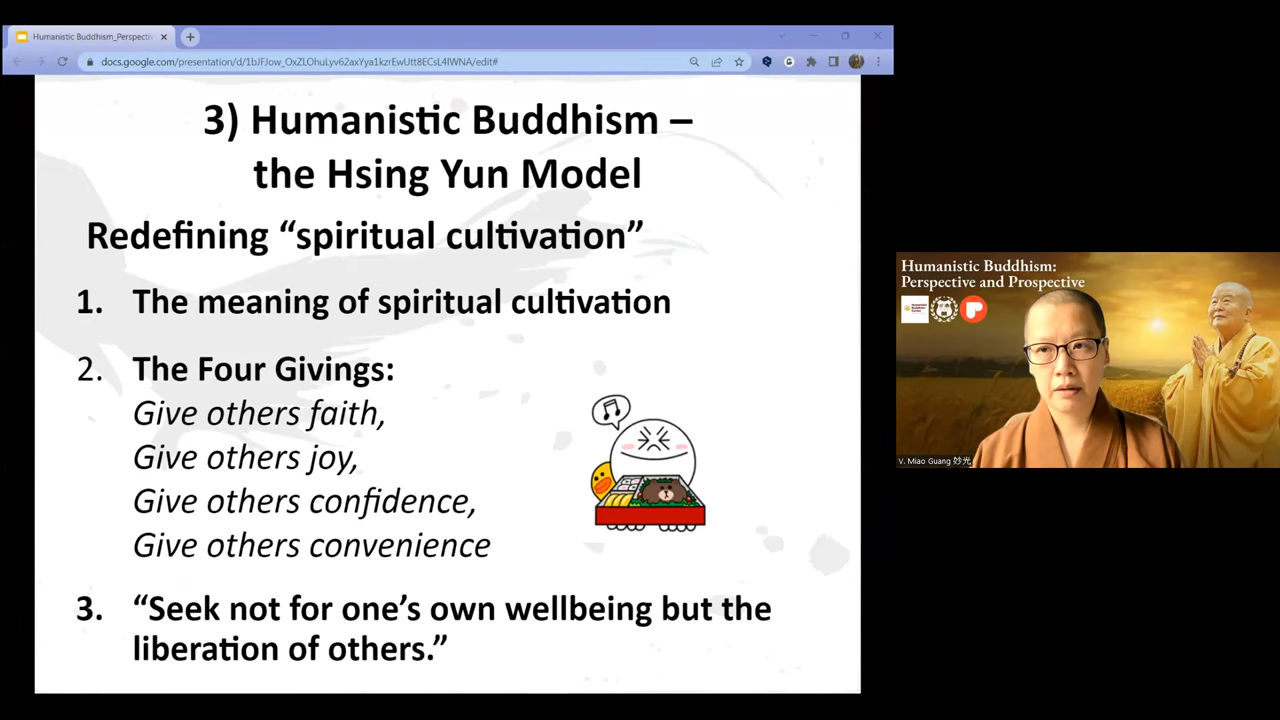 Humanistic Buddhism_Perspectiv
docs.google.com/presentation/d/1bJFJow_OxZLOhuLyv62axYya1kzrEwUtt8ECsL4lWNA/edit#
3) Humanistic Buddhism –
the Hsing Yun Model
Redefining “spiritual cultivation”
1. The meaning of spiritual cultivation
2. The Four Givings:
Give others faith,
Give others joy,
Give others confidence,
Give others convenience
3. “Seek not for one’s own wellbeing but the
liberation of others.”
Humanistic Buddhism:
Perspective and Prospective
V. Miao Guang 妙光